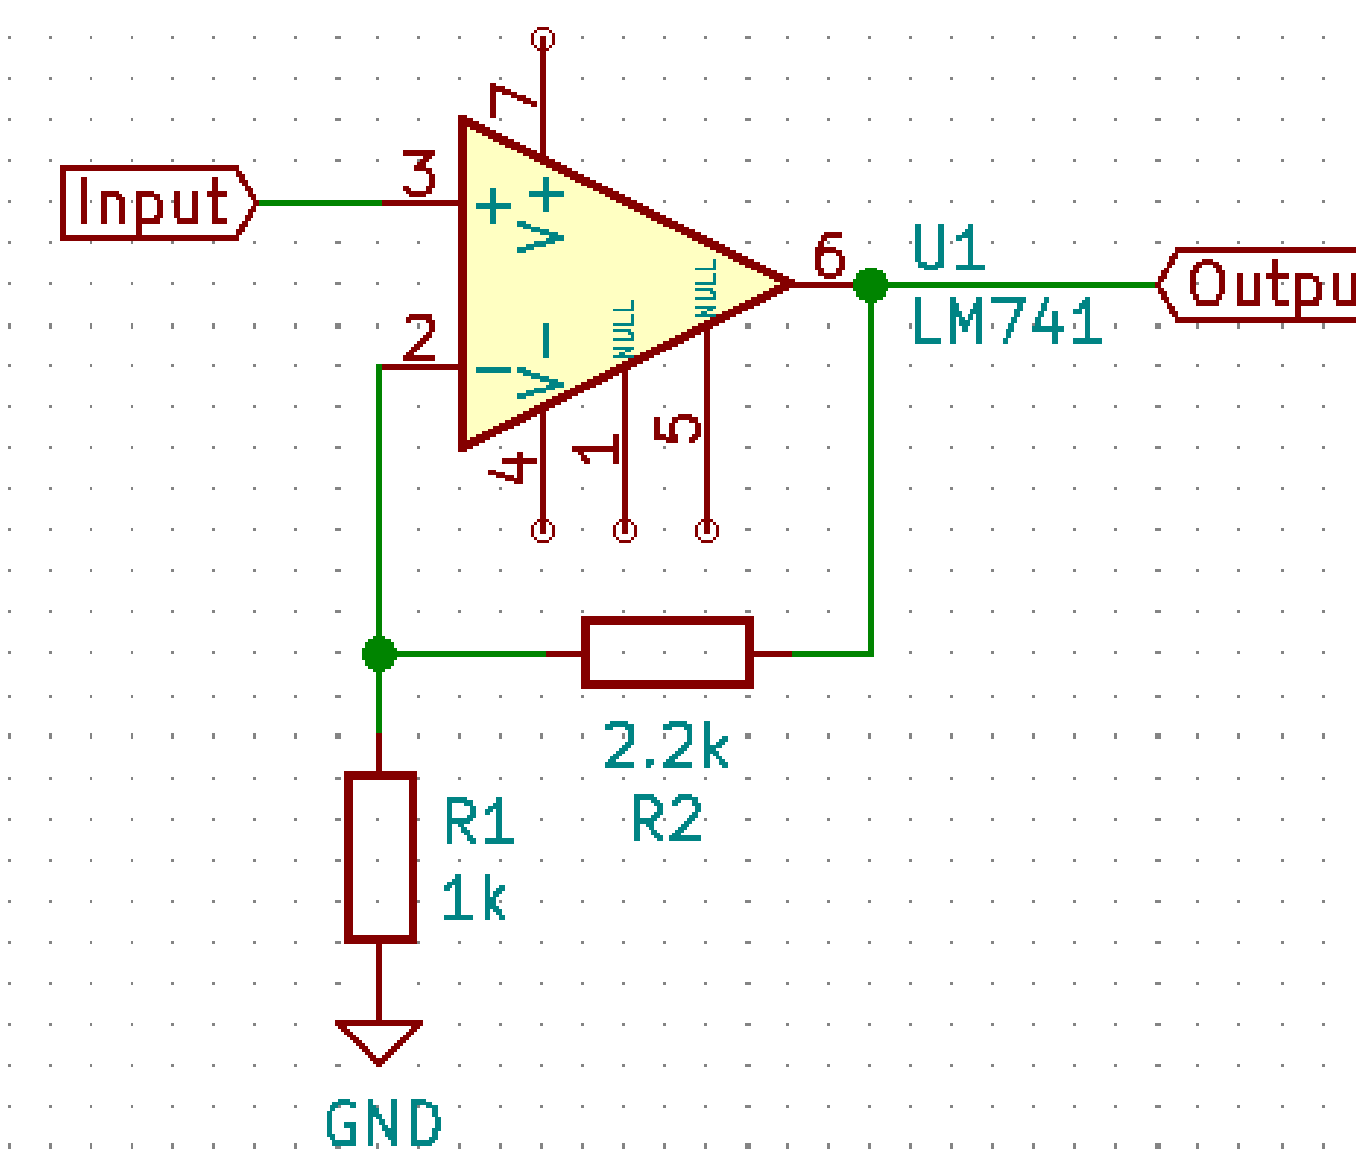 7
3
Input
+
V+
6
U1
Outpu
LM741
NULL
NULL
2
-
V-
4
1
5
2.2k
R2
R1
1k
GND